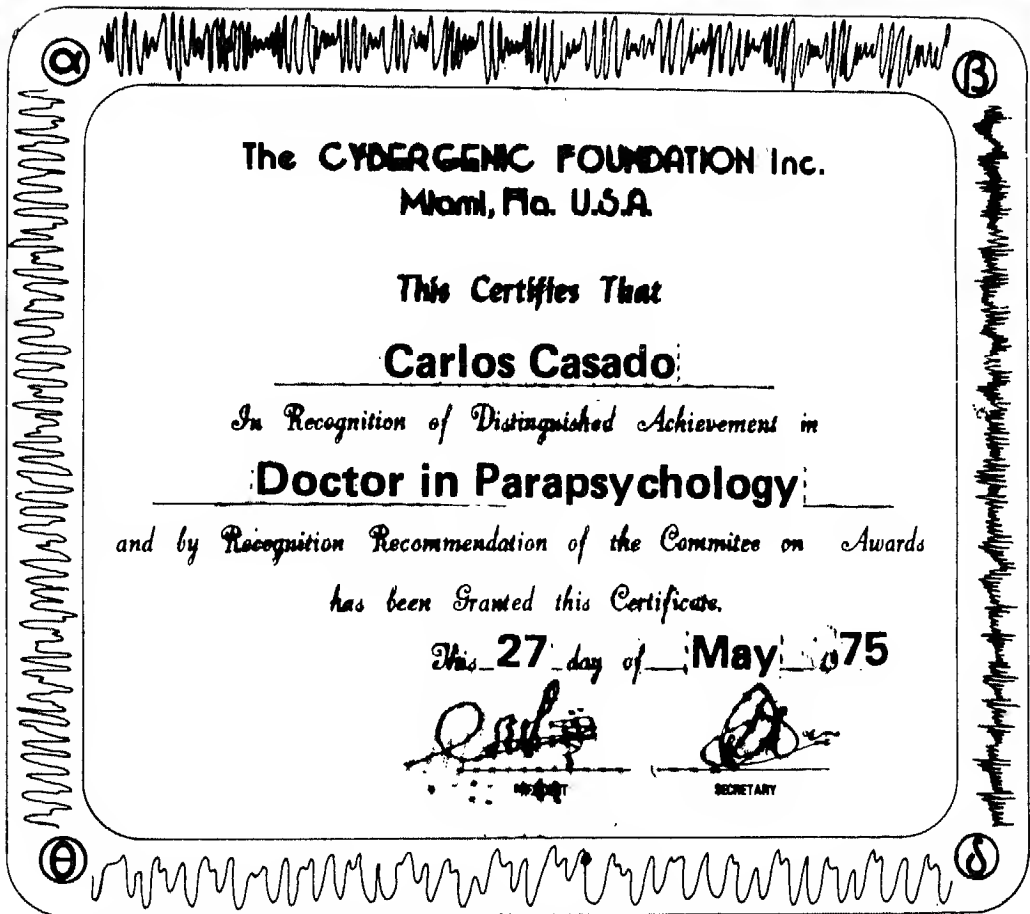 α β
The CYBERGENIC FOUNDATION Inc.
Miami, Fla. U.S.A.
This Certifies That
Carlos Casado
In Recognition of Distinguished Achievement in
Doctor in Parapsychology
and by Recognition Recommendation of the Commitee on Awards
has been Granted this Certificate.
This 27 day of May 1975
PRESIDENT SECRETARY
θ δ